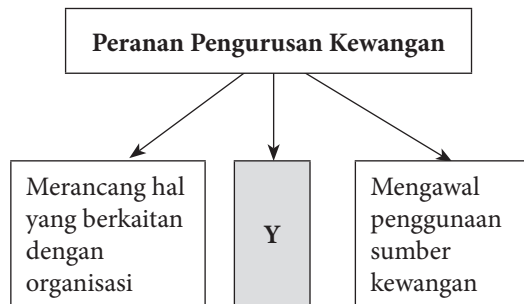 Peranan Pengurusan Kewangan
Merancang hal
yang berkaitan
dengan
organisasi
Y
Mengawal
penggunaan
sumber
kewangan